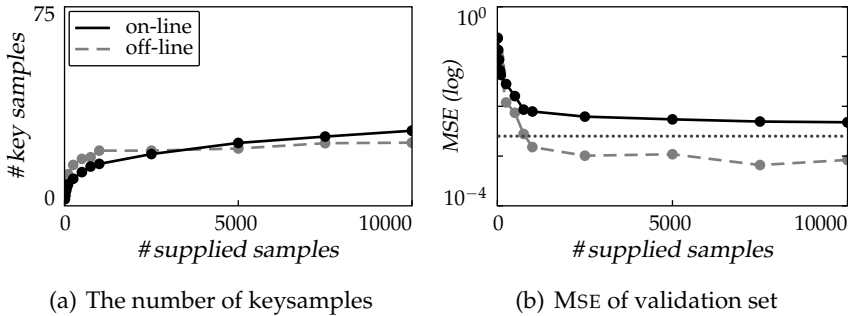 75
# key samples
0
on-line
off-line
0
5000
10000
# supplied samples
(a) The number of keysamples
10^0
MSE (log)
10^−4
0
5000
10000
# supplied samples
(b) MSE of validation set